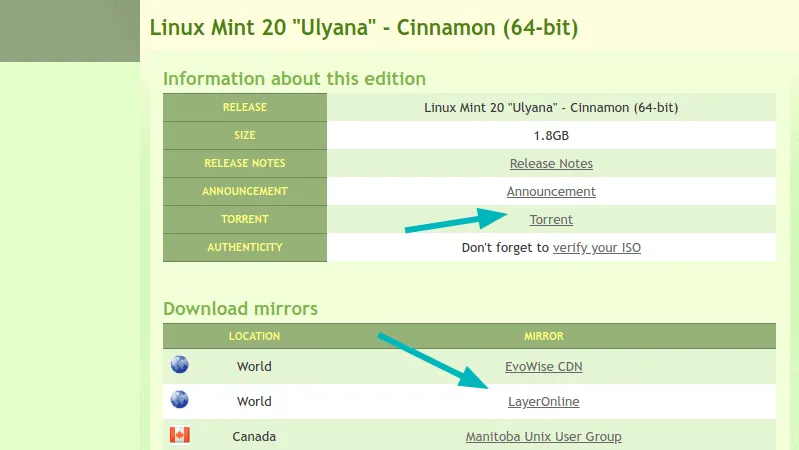 Linux Mint 20 "Ulyana" - Cinnamon (64-bit)
Information about this edition
RELEASE Linux Mint 20 "Ulyana" - Cinnamon (64-bit)
SIZE 1.8GB
RELEASE NOTES Release Notes
ANNOUNCEMENT Announcement
TORRENT Torrent
AUTHENTICITY Don't forget to verify your ISO
Download mirrors
LOCATION MIRROR
World EvoWise CDN
World LayerOnline
Canada Manitoba Unix User Group